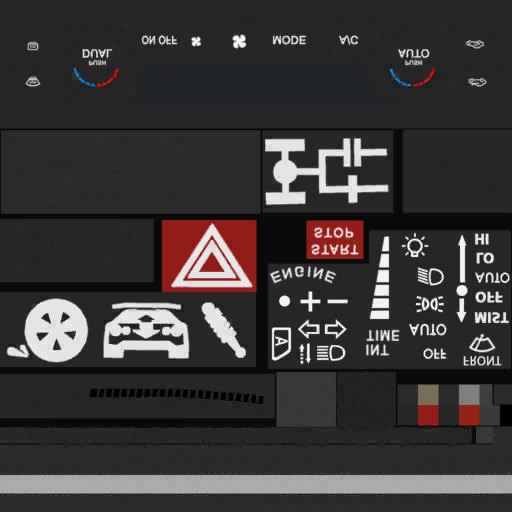 DUAL
PUSH
ON OFF
MODE
A/C
AUTO
PUSH
STOP
START
ENGINE
A
TIME
INT
AUTO
OFF
HI
LO
AUTO
OFF
MIST
FRONT